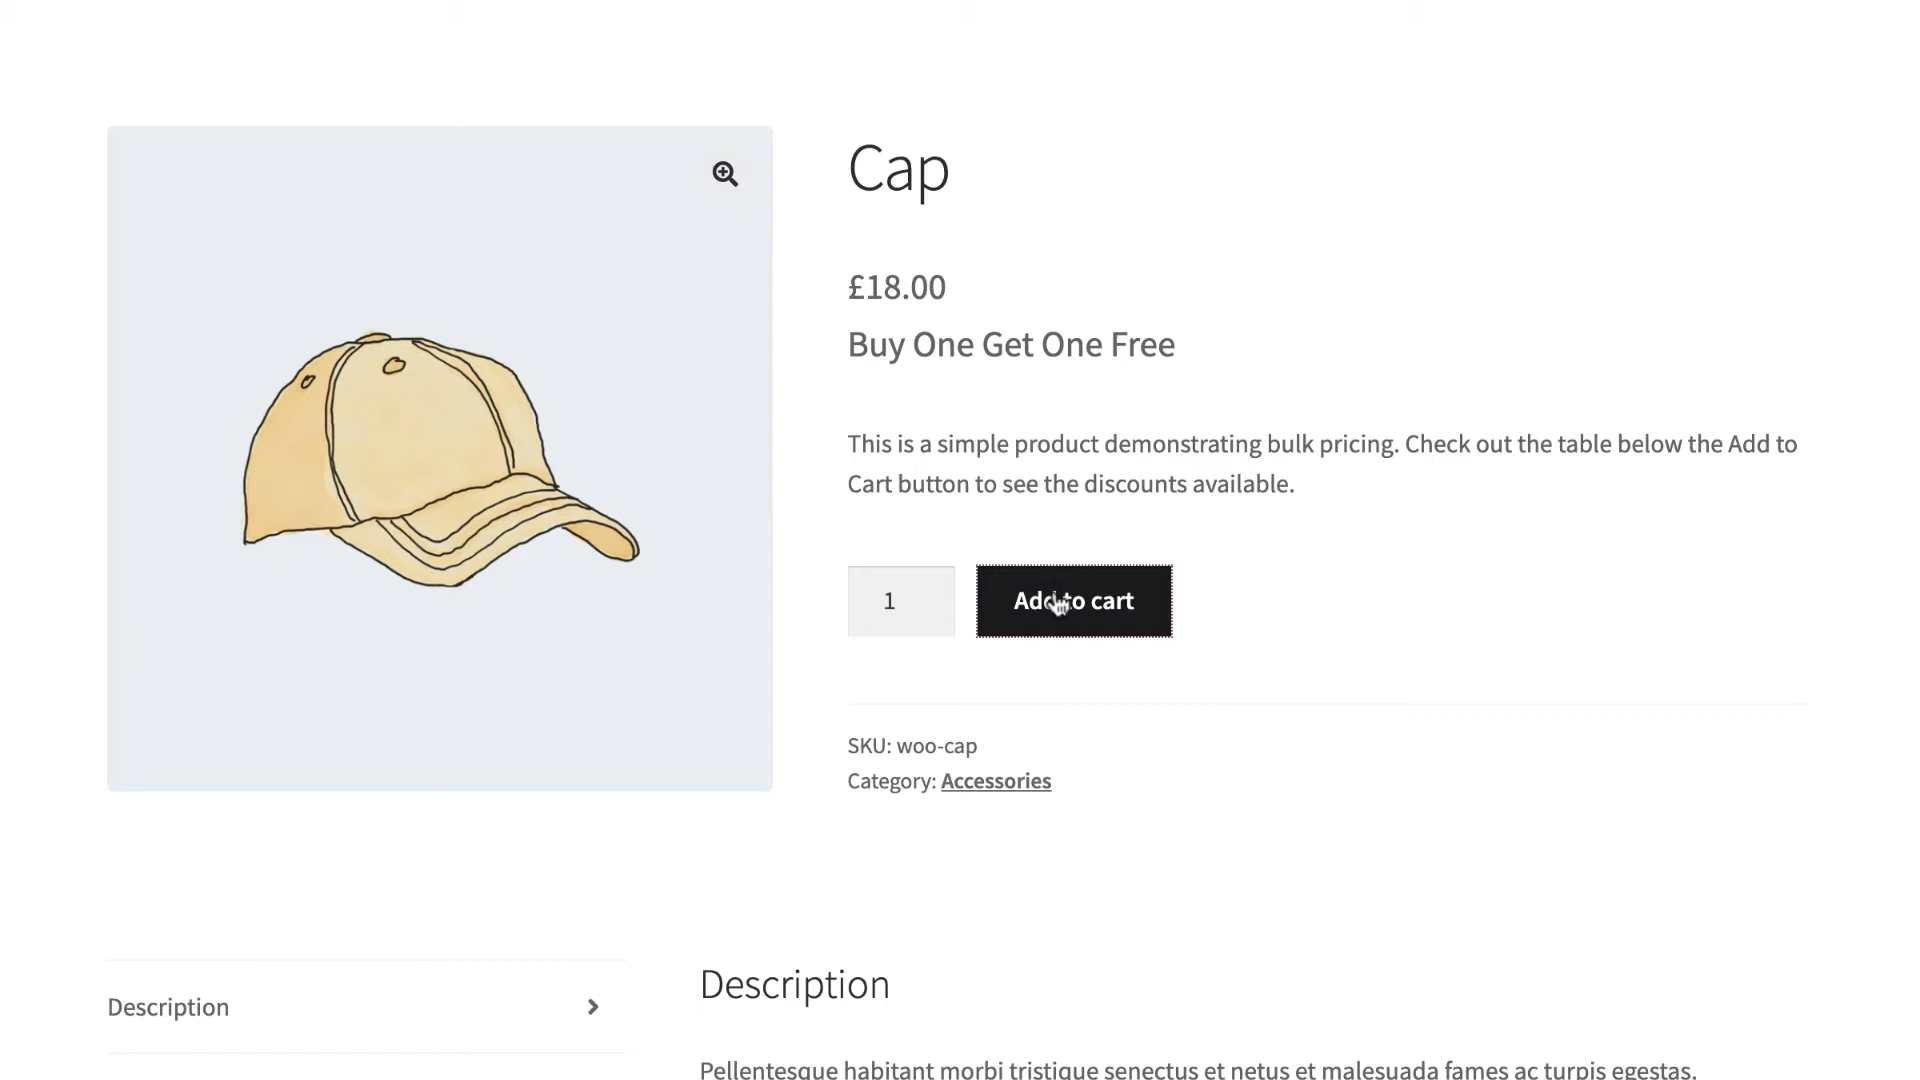 Cap
£18.00
Buy One Get One Free
This is a simple product demonstrating bulk pricing. Check out the table below the Add to
Cart button to see the discounts available.
1
Add to cart
SKU: woo-cap
Category: Accessories
Description
Description
Pellentesque habitant morbi tristique senectus et netus et malesuada fames ac turpis egestas.